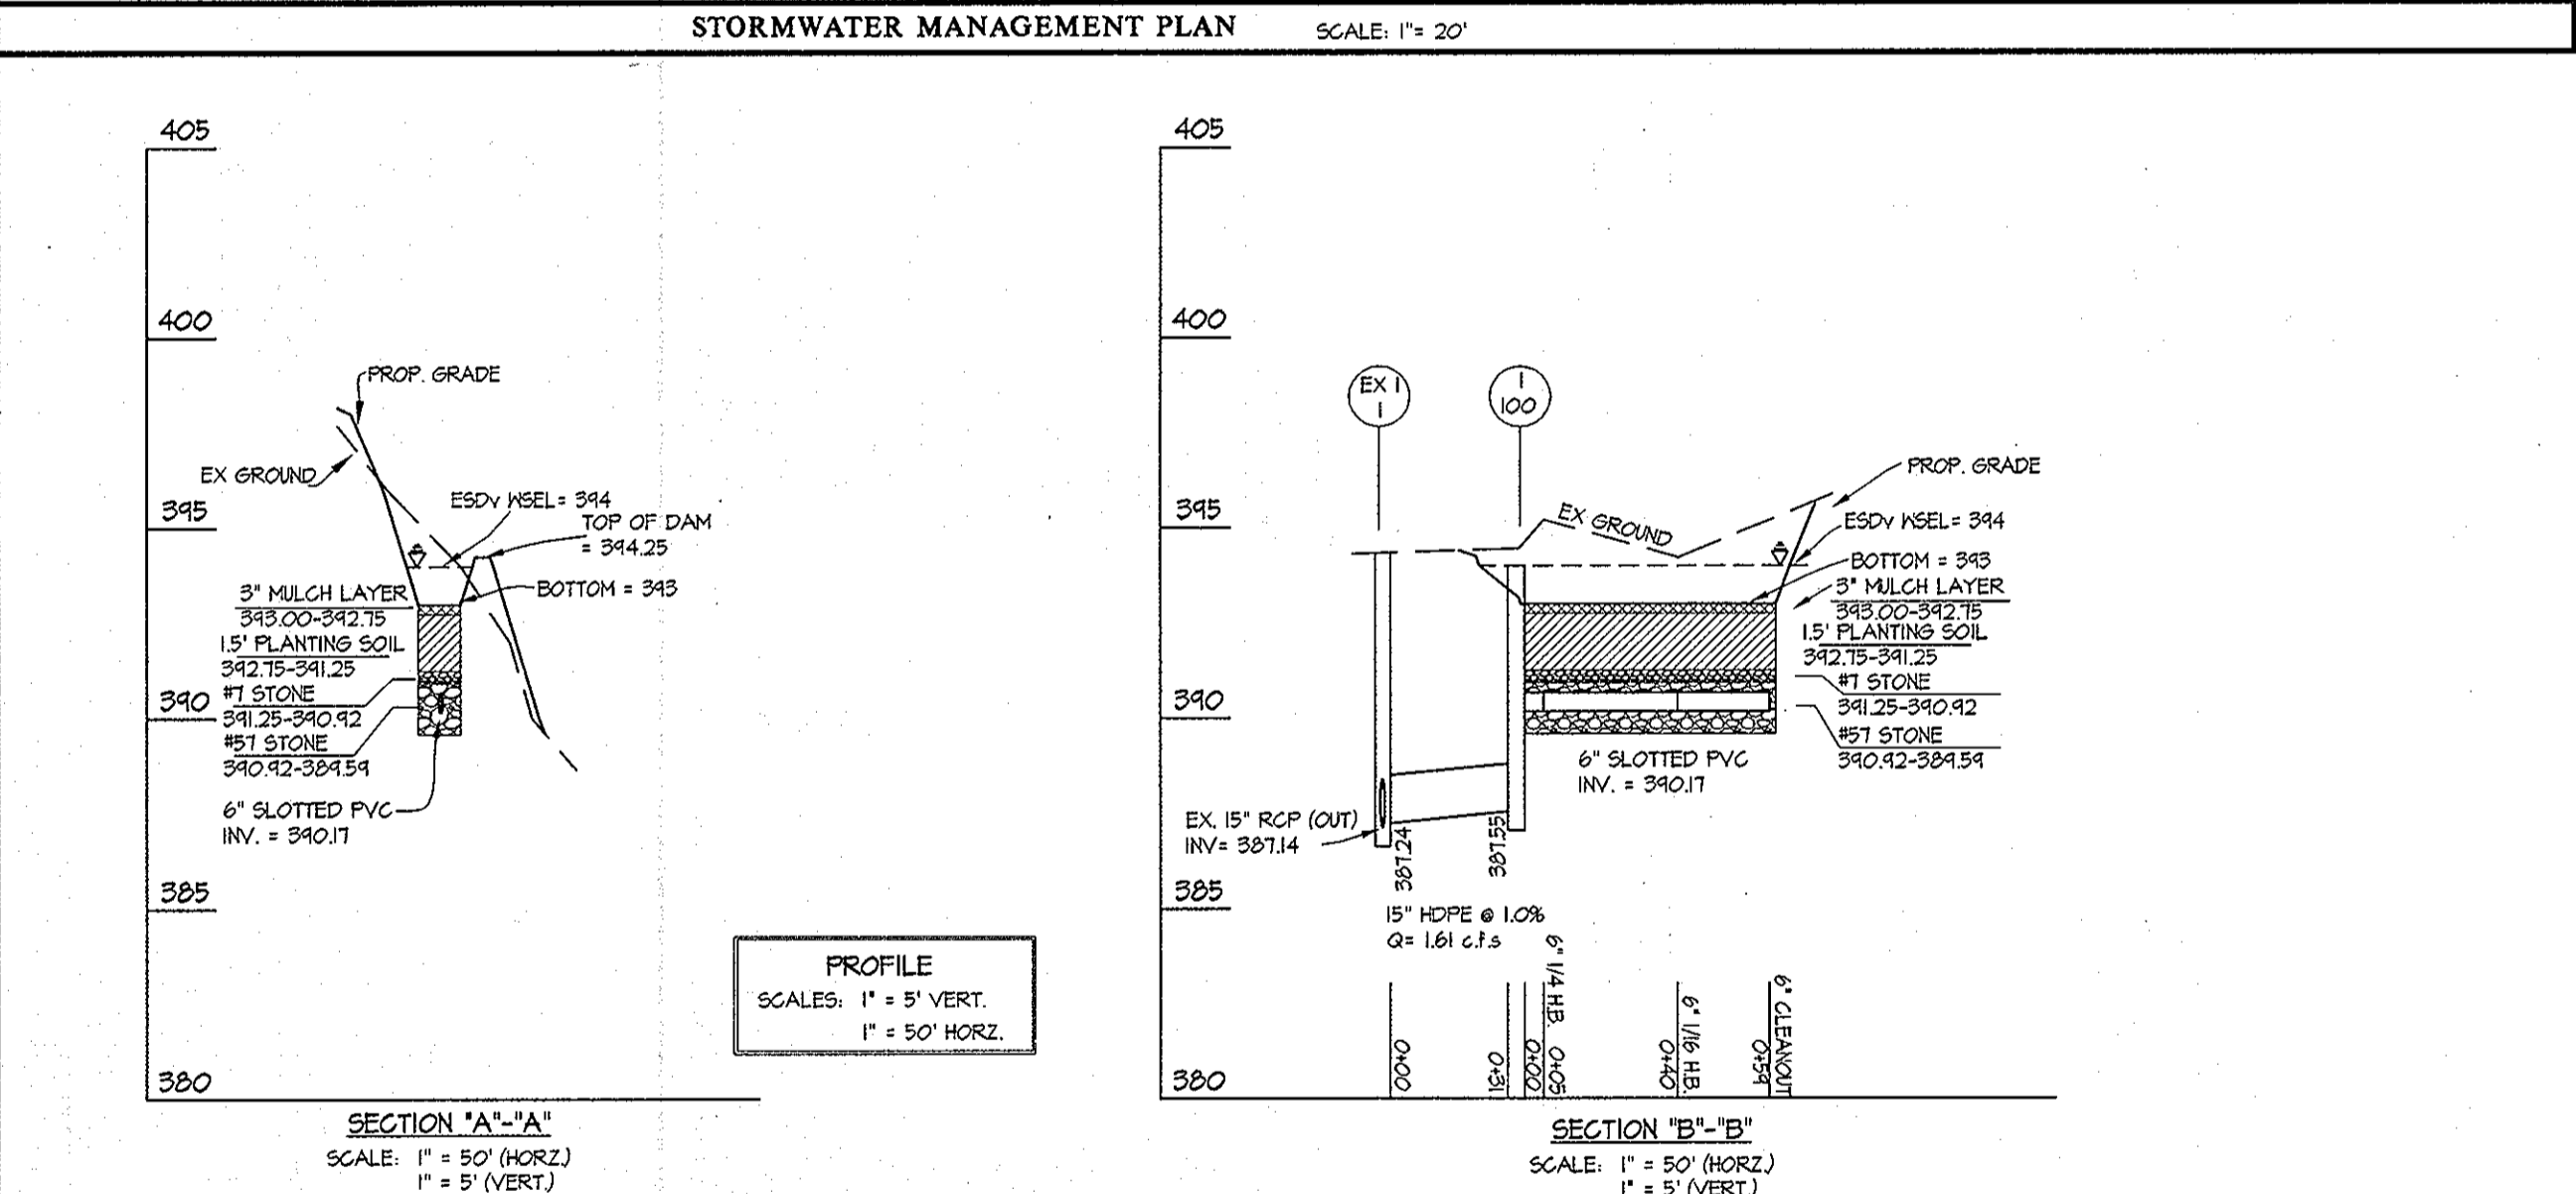 STORMWATER MANAGEMENT PLAN SCALE: 1"= 20'
405
400
PROP. GRADE
EX GROUND
395
ESDv WSEL = 394
TOP OF DAM
= 394.25
BOTTOM = 393
3" MULCH LAYER
393.00-392.75
1.5' PLANTING SOIL
392.75-391.25
#7 STONE
390
391.25-390.92
#57 STONE
390.92-389.59
6" SLOTTED PVC
INV. = 390.17
385
380
SECTION "A"-"A"
SCALE: 1" = 50' (HORZ.)
1" = 5' (VERT.)
PROFILE
SCALES: 1" = 5' VERT.
1" = 50' HORZ.
405
400
EX 1
1
1
100
PROP. GRADE
395
EX GROUND
ESDv WSEL = 394
BOTTOM = 393
3" MULCH LAYER
393.00-392.75
1.5' PLANTING SOIL
392.75-391.25
#7 STONE
391.25-390.92
#57 STONE
390.92-389.59
390
6" SLOTTED PVC
INV. = 390.17
EX. 15" RCP (OUT)
INV= 387.14
387.24
387.55
385
15" HDPE @ 1.0%
Q= 1.61 c.f.s
0+00
0+31
0+00
6" 1/4 H.B. 0+05
0+40
6" 1/16 H.B.
0+59
6" CLEANOUT
380
SECTION "B"-"B"
SCALE: 1" = 50' (HORZ.)
1" = 5' (VERT.)